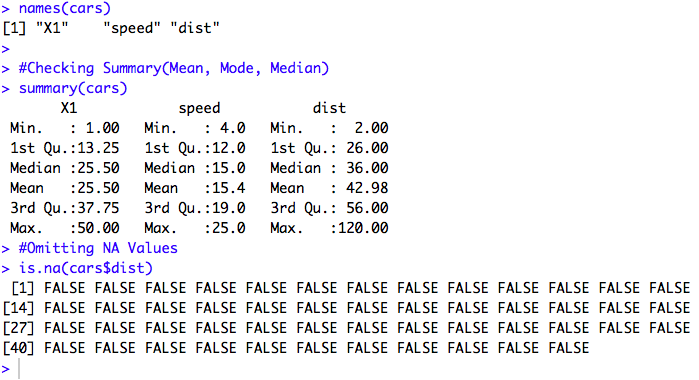 > names(cars)
[1] "X1"    "speed" "dist"
>
> #Checking Summary(Mean, Mode, Median)
> summary(cars)
       X1            speed           dist
 Min.   : 1.00   Min.   : 4.0   Min.   :  2.00
 1st Qu.:13.25   1st Qu.:12.0   1st Qu.: 26.00
 Median :25.50   Median :15.0   Median : 36.00
 Mean   :25.50   Mean   :15.4   Mean   : 42.98
 3rd Qu.:37.75   3rd Qu.:19.0   3rd Qu.: 56.00
 Max.   :50.00   Max.   :25.0   Max.   :120.00
> #Omitting NA Values
> is.na(cars$dist)
 [1] FALSE FALSE FALSE FALSE FALSE FALSE FALSE FALSE FALSE FALSE FALSE FALSE FALSE
[14] FALSE FALSE FALSE FALSE FALSE FALSE FALSE FALSE FALSE FALSE FALSE FALSE FALSE
[27] FALSE FALSE FALSE FALSE FALSE FALSE FALSE FALSE FALSE FALSE FALSE FALSE FALSE
[40] FALSE FALSE FALSE FALSE FALSE FALSE FALSE FALSE FALSE FALSE FALSE
>